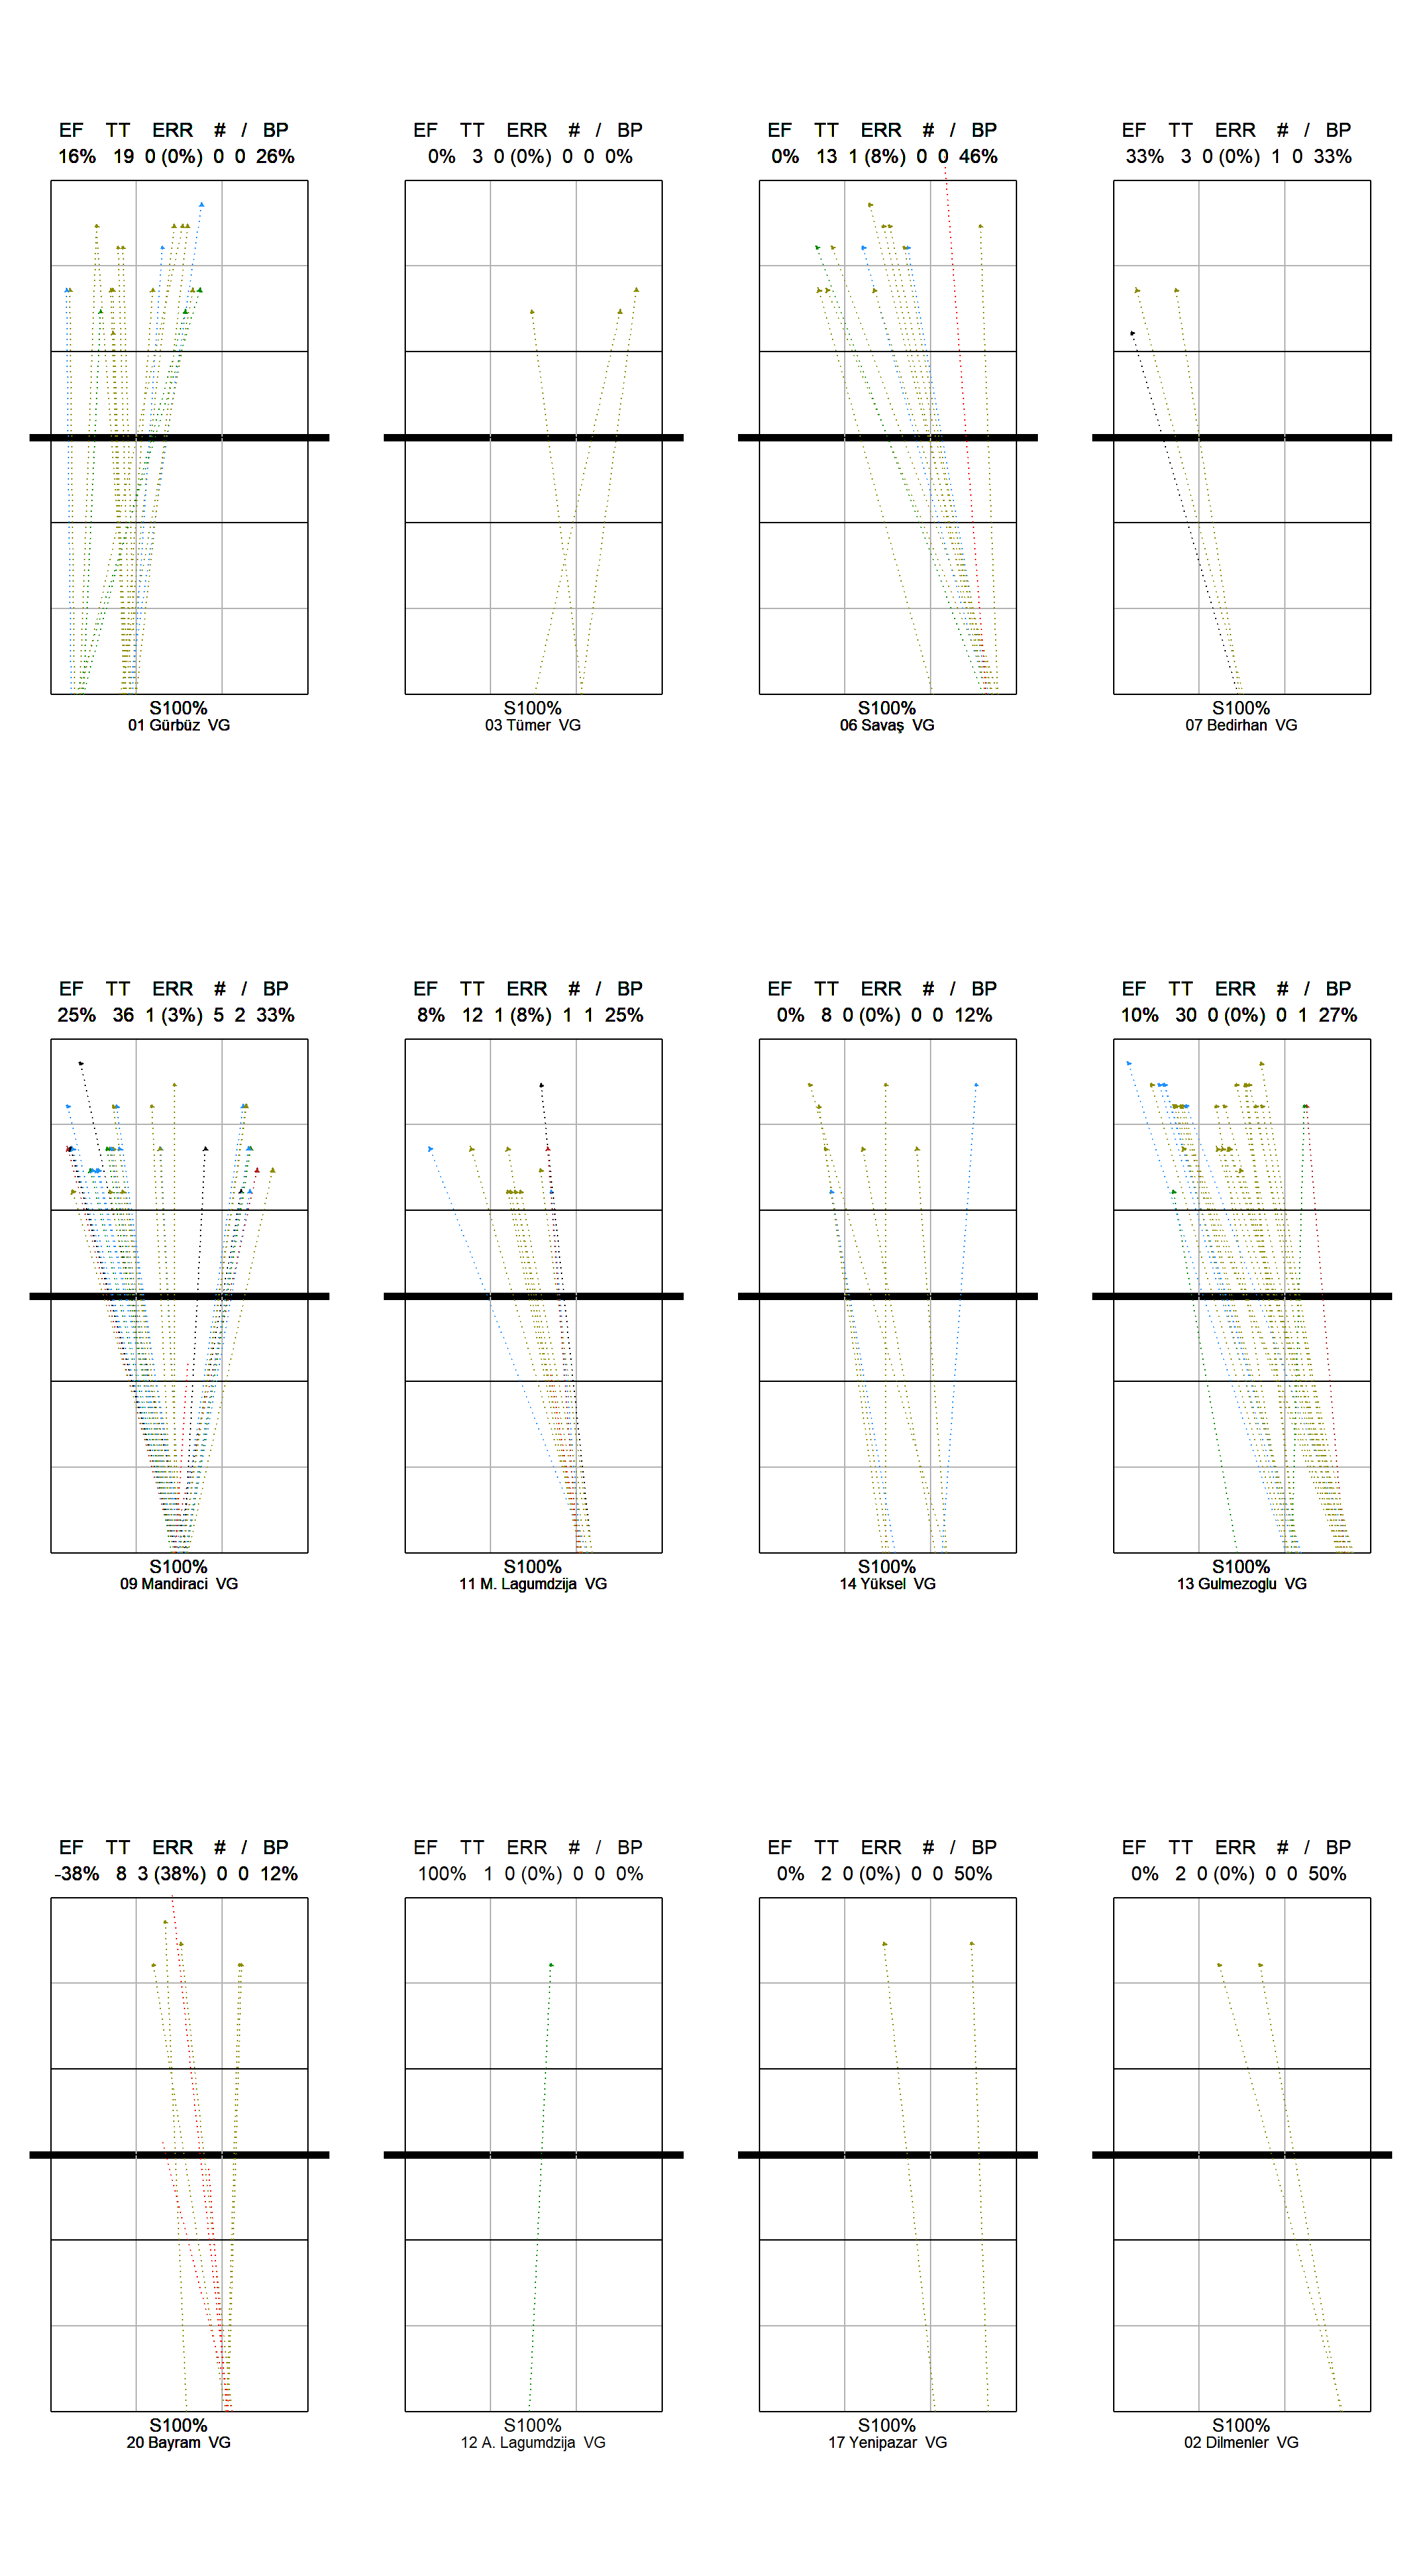 EF TT ERR # / BP
16% 19 0 (0%) 0 0 26%
S100%
01 Gürbüz VG
EF TT ERR # / BP
0% 3 0 (0%) 0 0 0%
S100%
03 Tümer VG
EF TT ERR # / BP
0% 13 1 (8%) 0 0 46%
S100%
06 Savaş VG
EF TT ERR # / BP
33% 3 0 (0%) 1 0 33%
S100%
07 Bedirhan VG
EF TT ERR # / BP
25% 36 1 (3%) 5 2 33%
S100%
09 Mandiraci VG
EF TT ERR # / BP
8% 12 1 (8%) 1 1 25%
S100%
11 M. Lagumdzija VG
EF TT ERR # / BP
0% 8 0 (0%) 0 0 12%
S100%
14 Yüksel VG
EF TT ERR # / BP
10% 30 0 (0%) 0 1 27%
S100%
13 Gulmezoglu VG
EF TT ERR # / BP
-38% 8 3 (38%) 0 0 12%
S100%
20 Bayram VG
EF TT ERR # / BP
100% 1 0 (0%) 0 0 0%
S100%
12 A. Lagumdzija VG
EF TT ERR # / BP
0% 2 0 (0%) 0 0 50%
S100%
17 Yenipazar VG
EF TT ERR # / BP
0% 2 0 (0%) 0 0 50%
S100%
02 Dilmenler VG